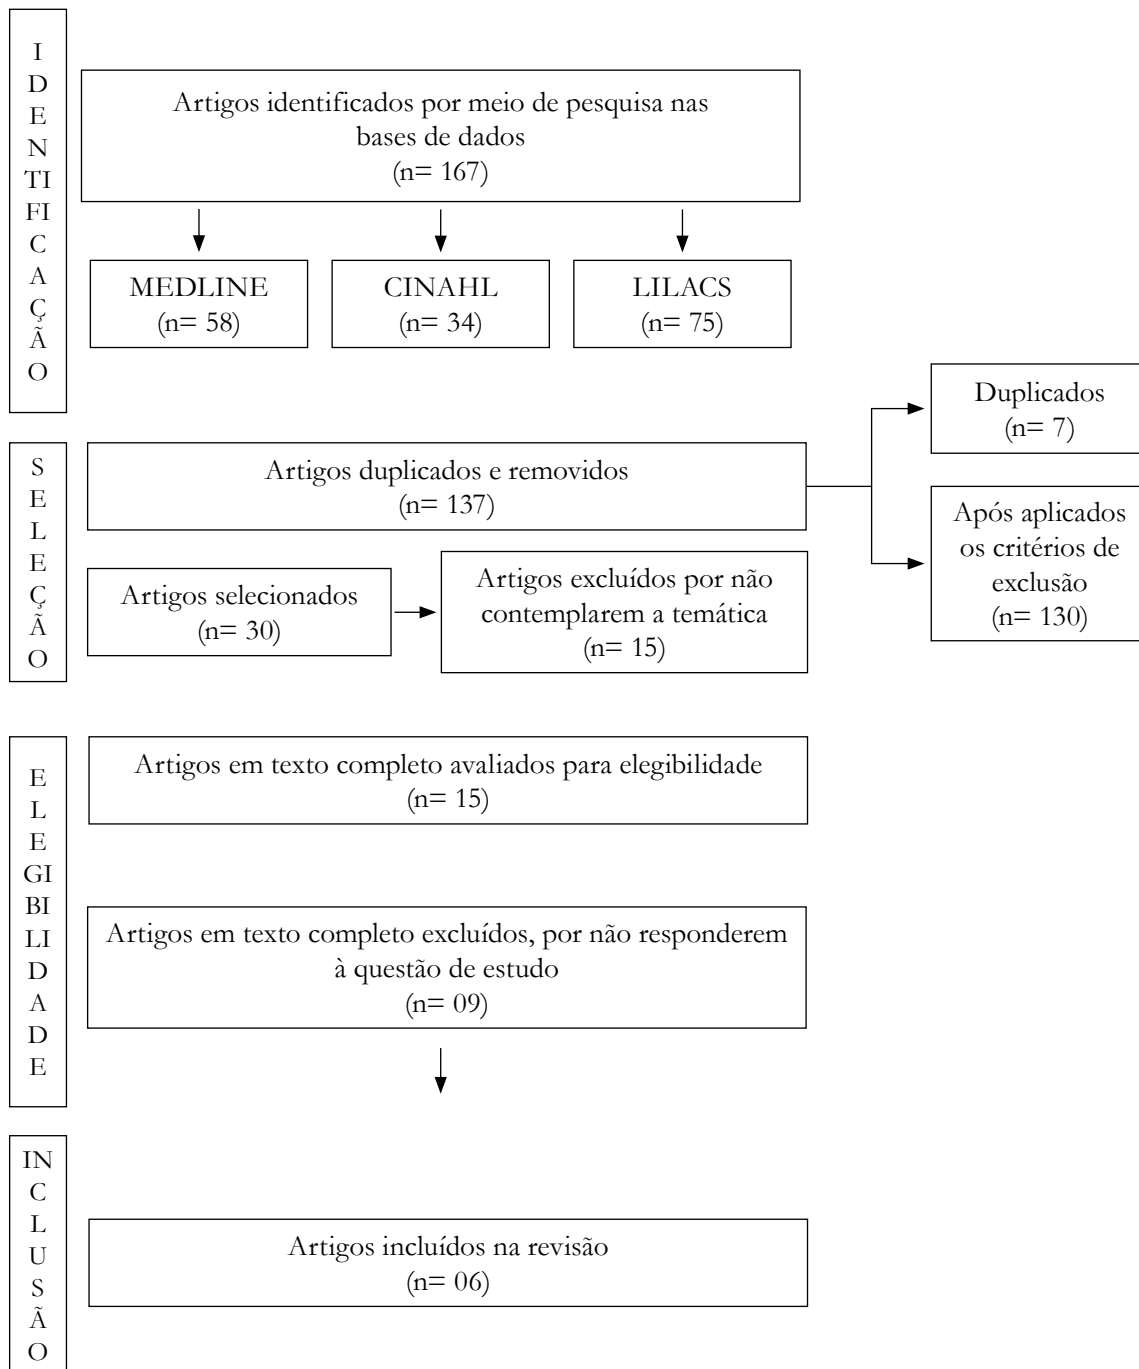 I
D
E
N
TI
FI
C
A
Ç
Ã
O
Artigos identificados por meio de pesquisa nas
bases de dados
(n= 167)
MEDLINE
(n= 58)
CINAHL
(n= 34)
LILACS
(n= 75)
S
E
L
E
Ç
Ã
O
Artigos duplicados e removidos
(n= 137)
Duplicados
(n= 7)
Após aplicados
os critérios de
exclusão
(n= 130)
Artigos selecionados
(n= 30)
Artigos excluídos por não
contemplarem a temática
(n= 15)
E
L
E
GI
BI
LI
D
A
D
E
Artigos em texto completo avaliados para elegibilidade
(n= 15)
Artigos em texto completo excluídos, por não responderem
à questão de estudo
(n= 09)
IN
C
L
U
S
Ã
O
Artigos incluídos na revisão
(n= 06)